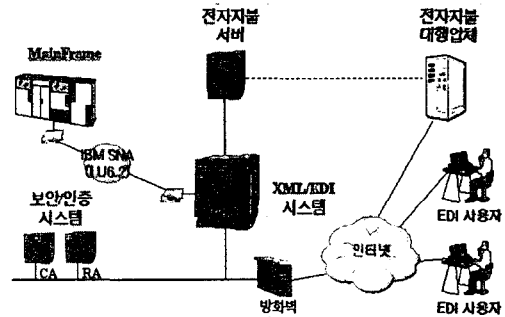 전자지불
서버
전자지불
대행업체
MainFrame
IBM SNA
(LU6.2)
XML/EDI
시스템
보안/인증
시스템
CA
RA
인터넷
방화벽
EDI 사용자
EDI 사용자